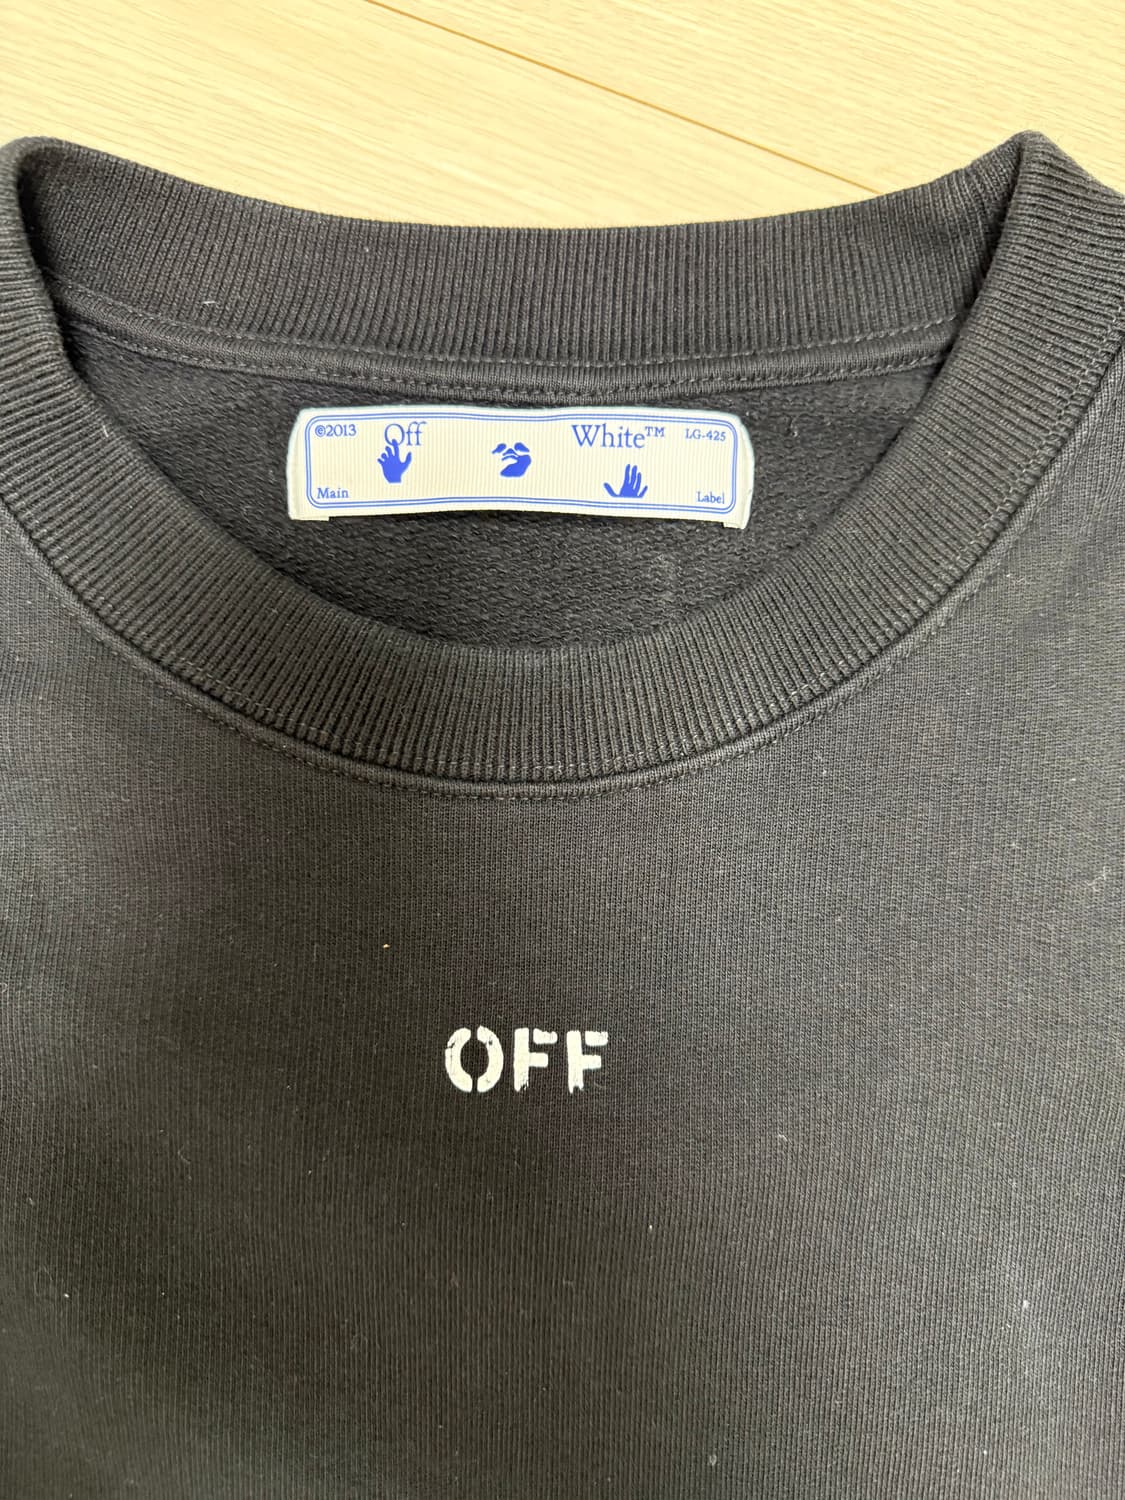 ©2013 Off White™ LG-425
Main Label
OFF